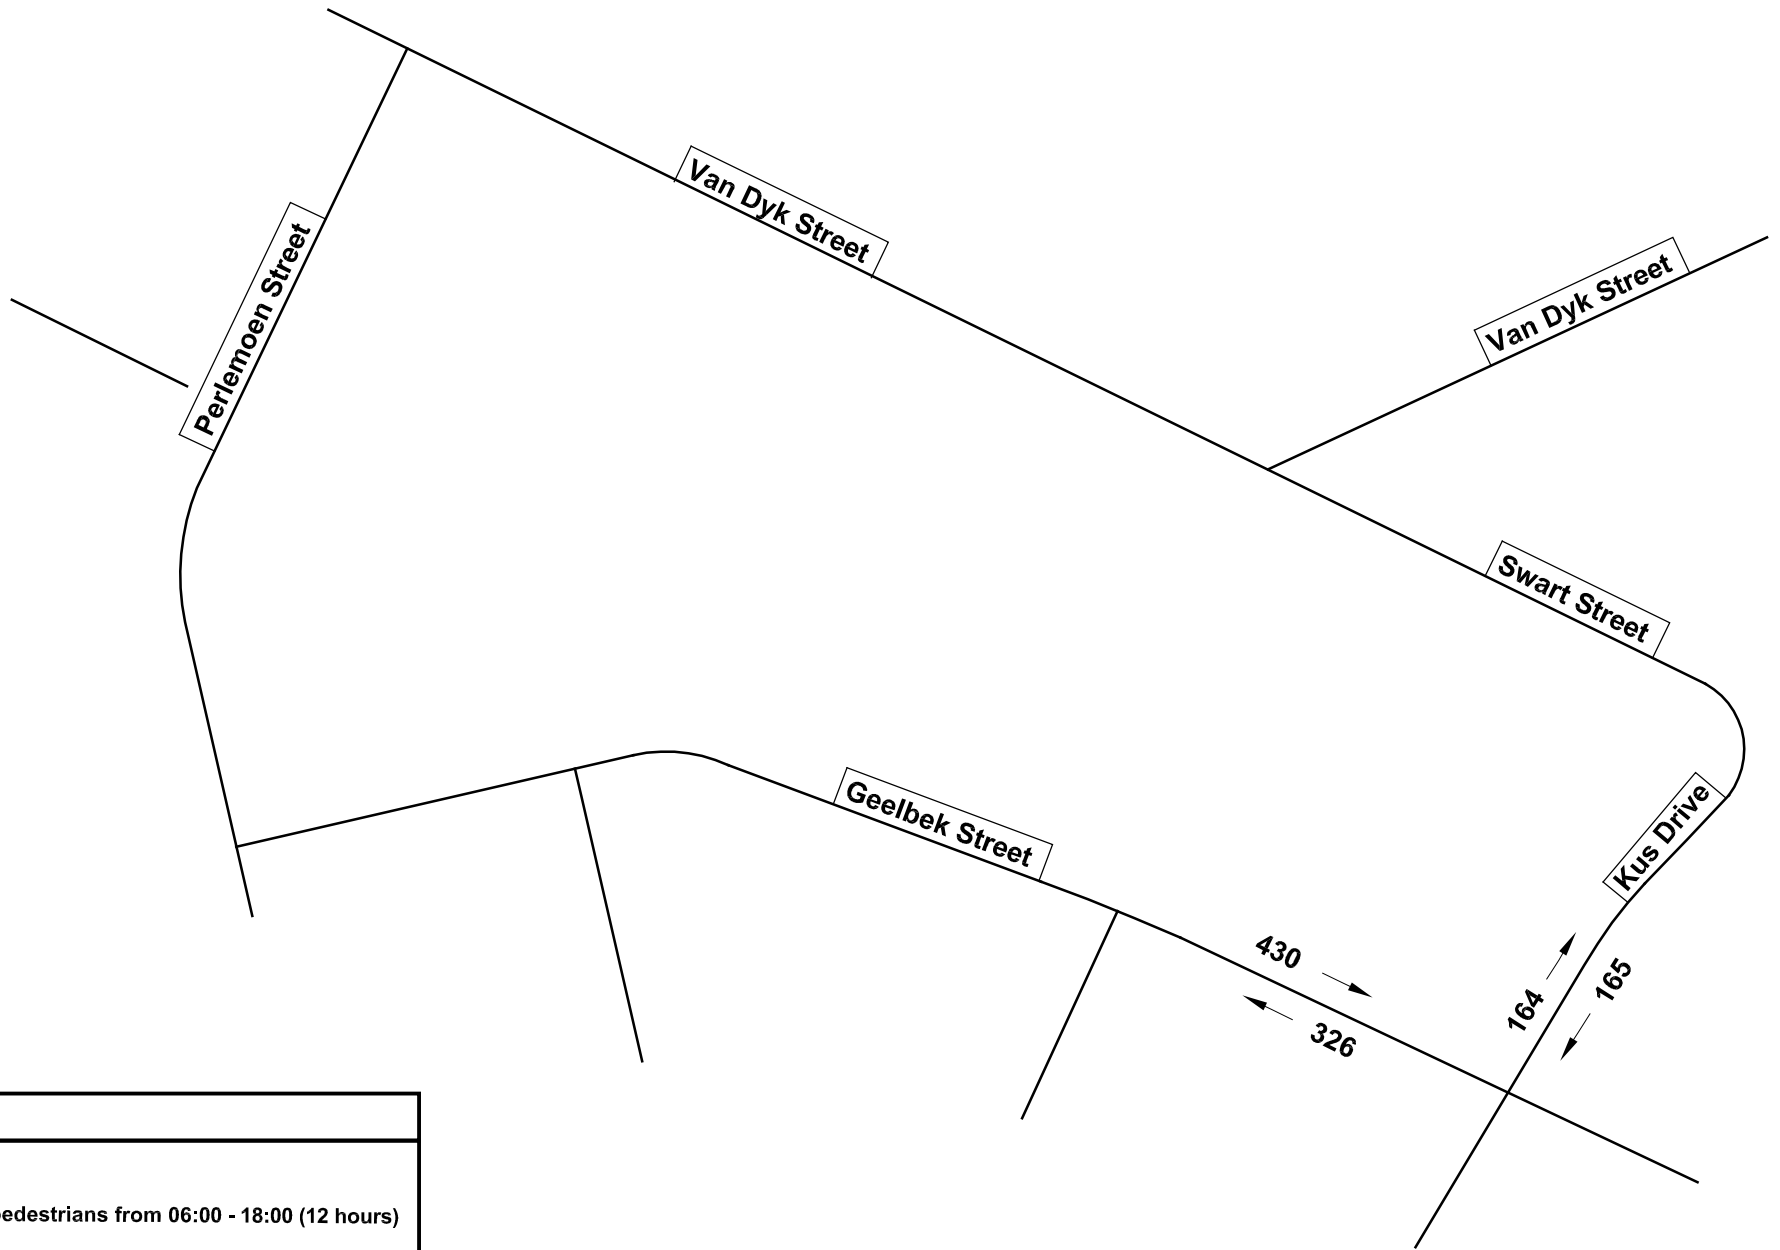 Van Dyk Street
Perlemoen Street
Van Dyk Street
Swart Street
Geelbek Street
Kus Drive
430
326
164
165
from 06:00 - 18:00 (12 hours)